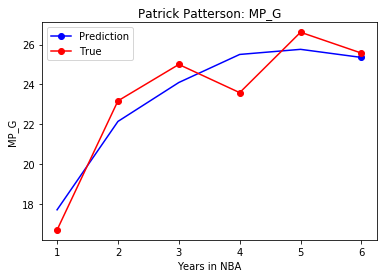 Patrick Patterson: MP_G
Prediction
True
MP_G
26
24
22
20
18
1 2 3 4 5 6
Years in NBA